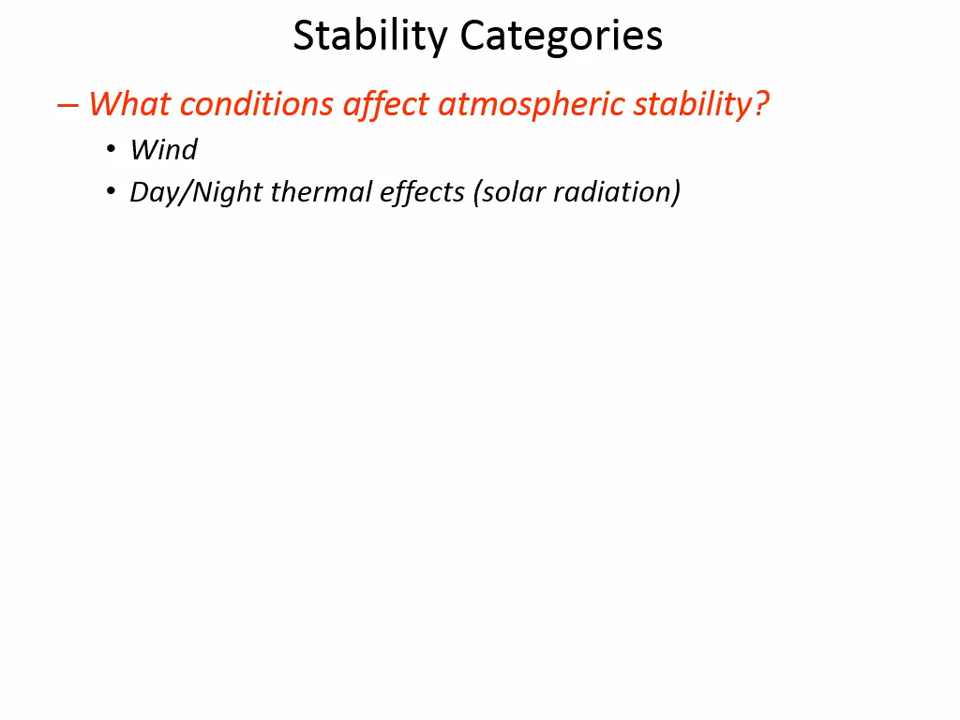 Stability Categories
– What conditions affect atmospheric stability?
• Wind
• Day/Night thermal effects (solar radiation)